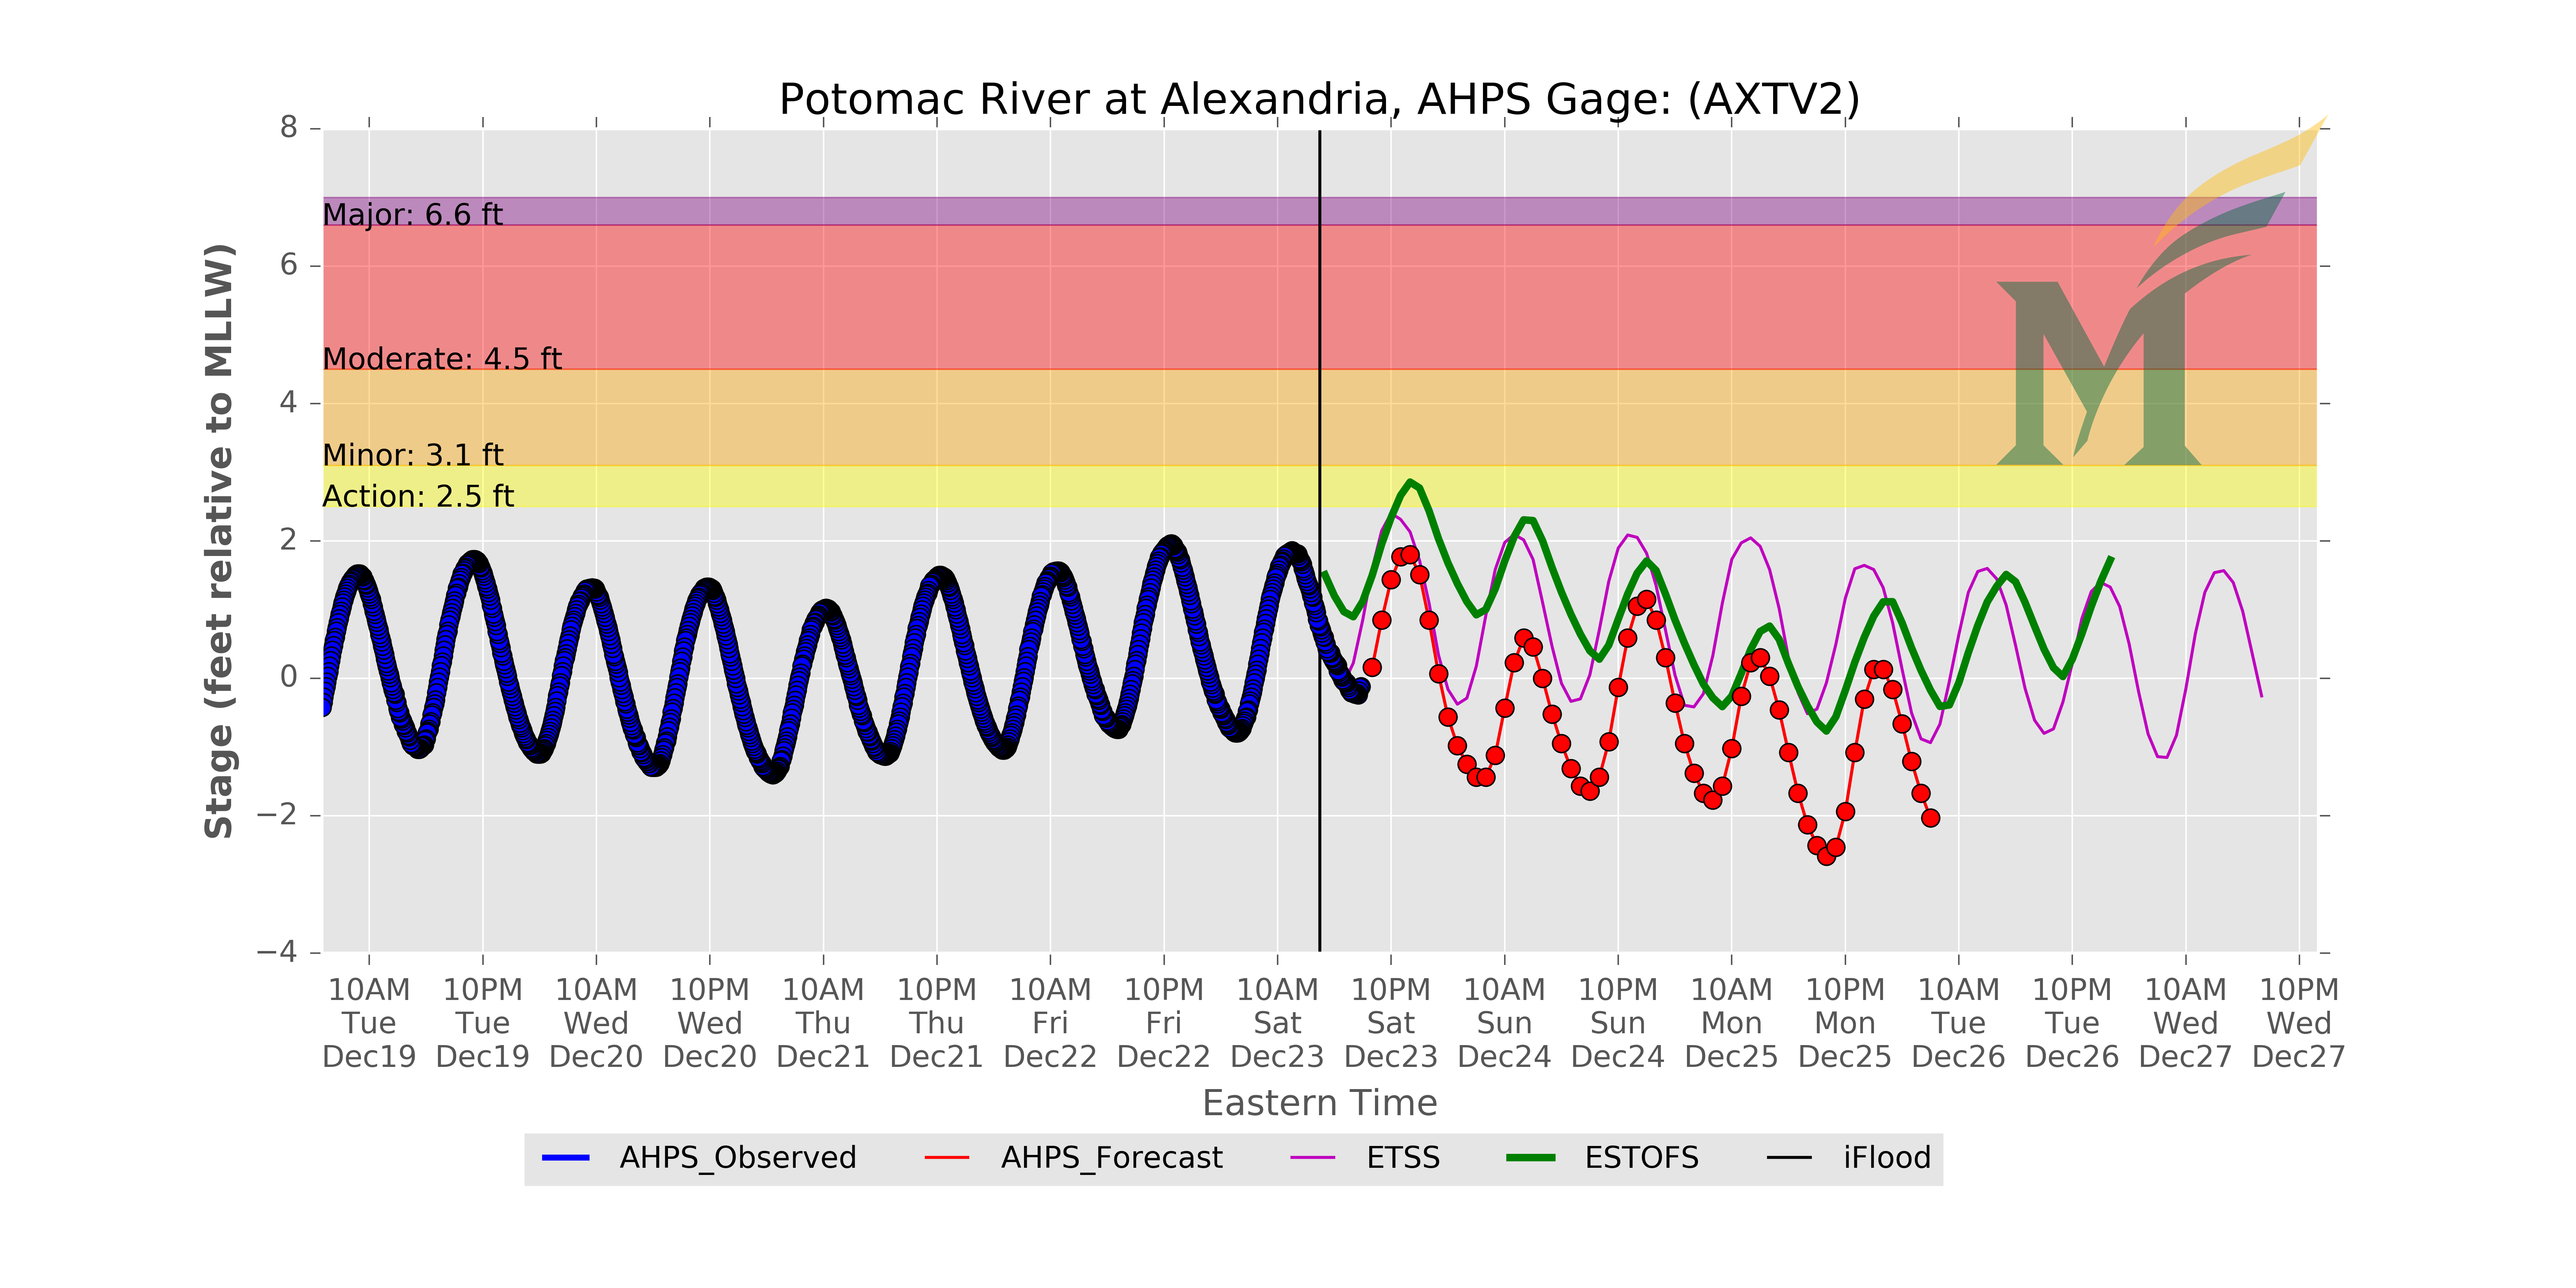 Potomac River at Alexandria, AHPS Gage: (AXTV2)
8
6
4
2
0
−2
−4
Stage (feet relative to MLLW)
Major: 6.6 ft
Moderate: 4.5 ft
Minor: 3.1 ft
Action: 2.5 ft
M
10AM 10PM 10AM 10PM 10AM 10PM 10AM 10PM 10AM 10PM 10AM 10PM 10AM 10PM 10AM 10PM 10AM 10PM
Tue Tue Wed Wed Thu Thu Fri Fri Sat Sat Sun Sun Mon Mon Tue Tue Wed Wed
Dec19 Dec19 Dec20 Dec20 Dec21 Dec21 Dec22 Dec22 Dec23 Dec23 Dec24 Dec24 Dec25 Dec25 Dec26 Dec26 Dec27 Dec27
Eastern Time
AHPS_Observed AHPS_Forecast ETSS ESTOFS iFlood